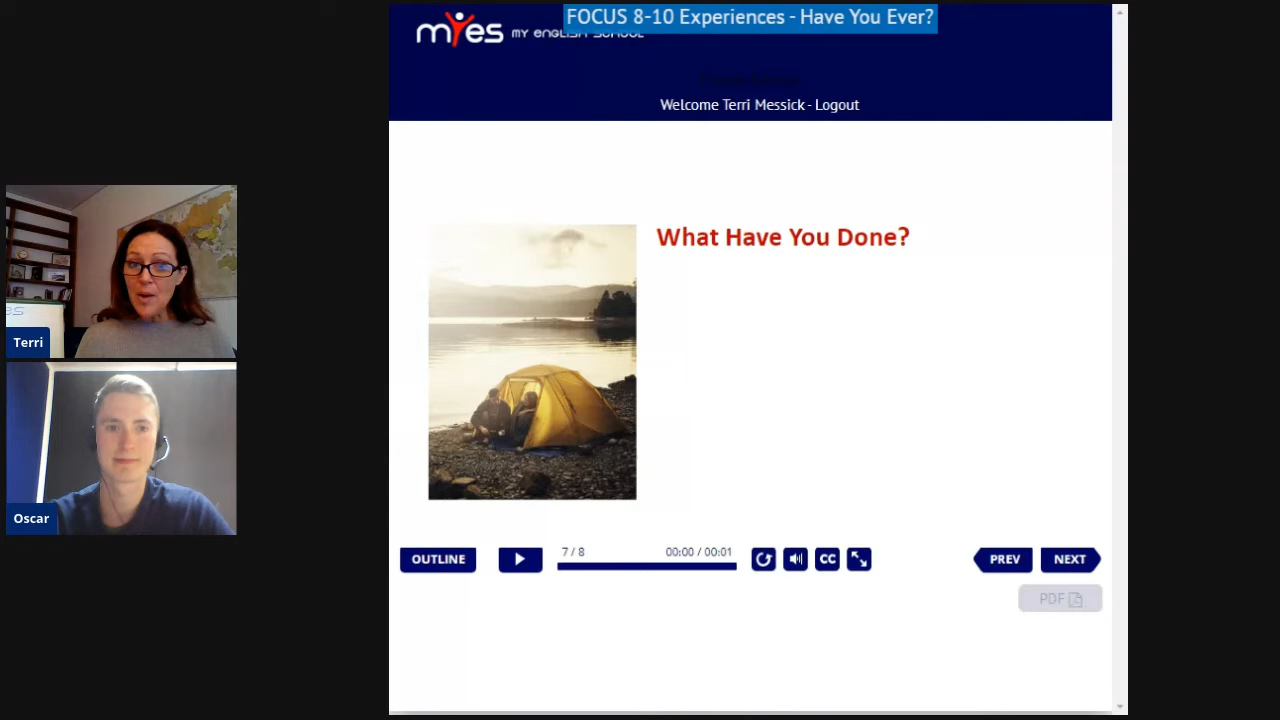 FOCUS 8-10 Experiences - Have You Ever?
myes MY ENGLISH SCHOOL
Welcome Terri Messick - Logout
What Have You Done?
Terri
Oscar
OUTLINE
7 / 8
00:00 / 00:01
CC
PREV
NEXT
PDF